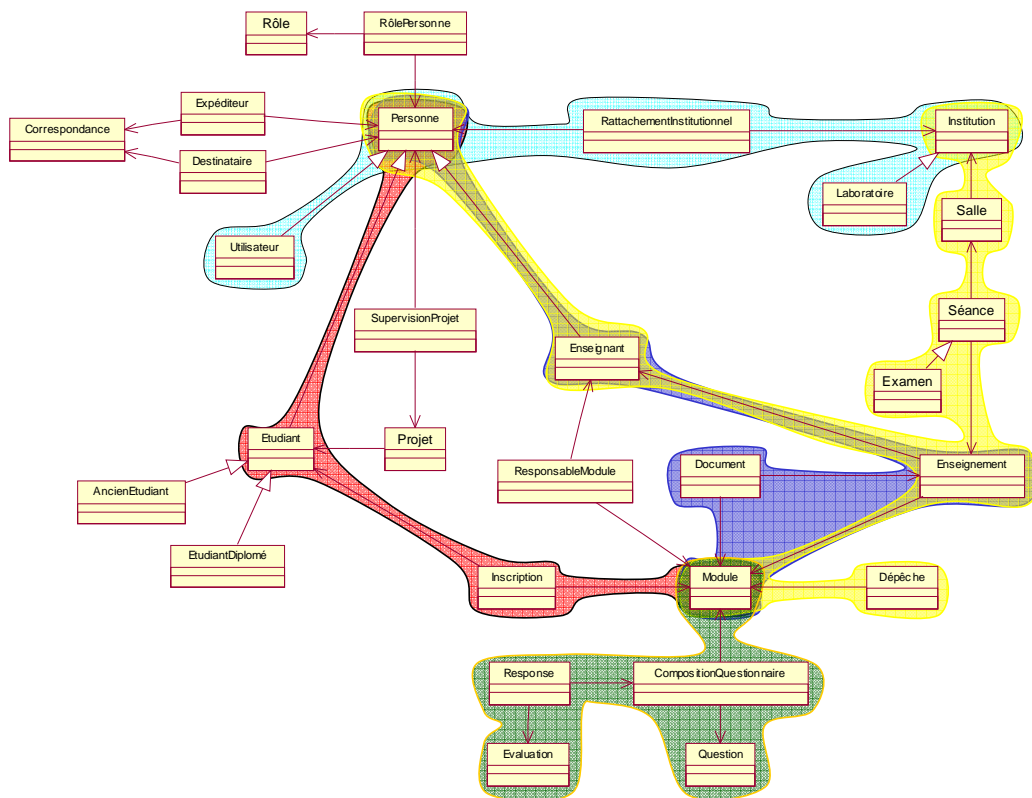 Rôle
RôlePersonne
Expéditeur
Correspondance
Personne
RattachementInstitutionnel
Institution
Destinataire
Laboratoire
Salle
Utilisateur
SupervisionProjet
Séance
Enseignant
Examen
Etudiant
Projet
ResponsableModule
Document
Enseignement
AncienEtudiant
EtudiantDiplomé
Inscription
Module
Dépêche
Response
CompositionQuestionnaire
Evaluation
Question